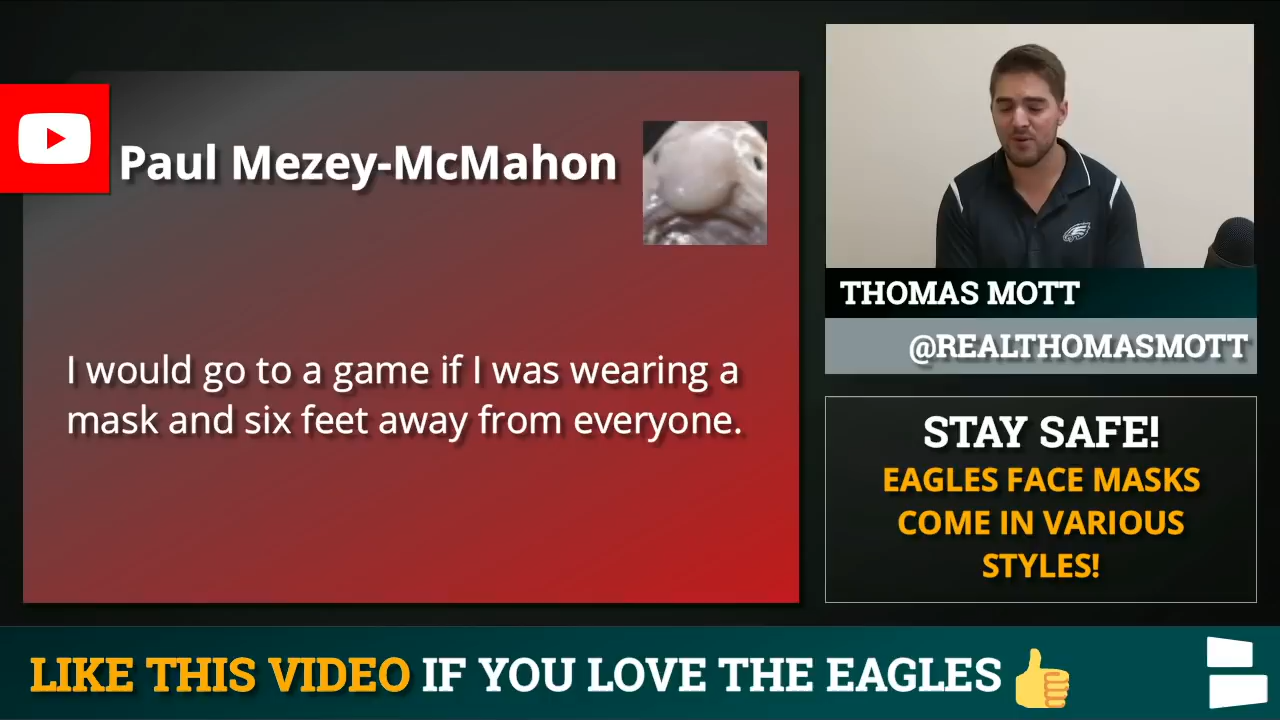 Paul Mezey-McMahon
I would go to a game if I was wearing a
mask and six feet away from everyone.
THOMAS MOTT
@REALTHOMASMOTT
STAY SAFE!
EAGLES FACE MASKS
COME IN VARIOUS
STYLES!
LIKE THIS VIDEO IF YOU LOVE THE EAGLES